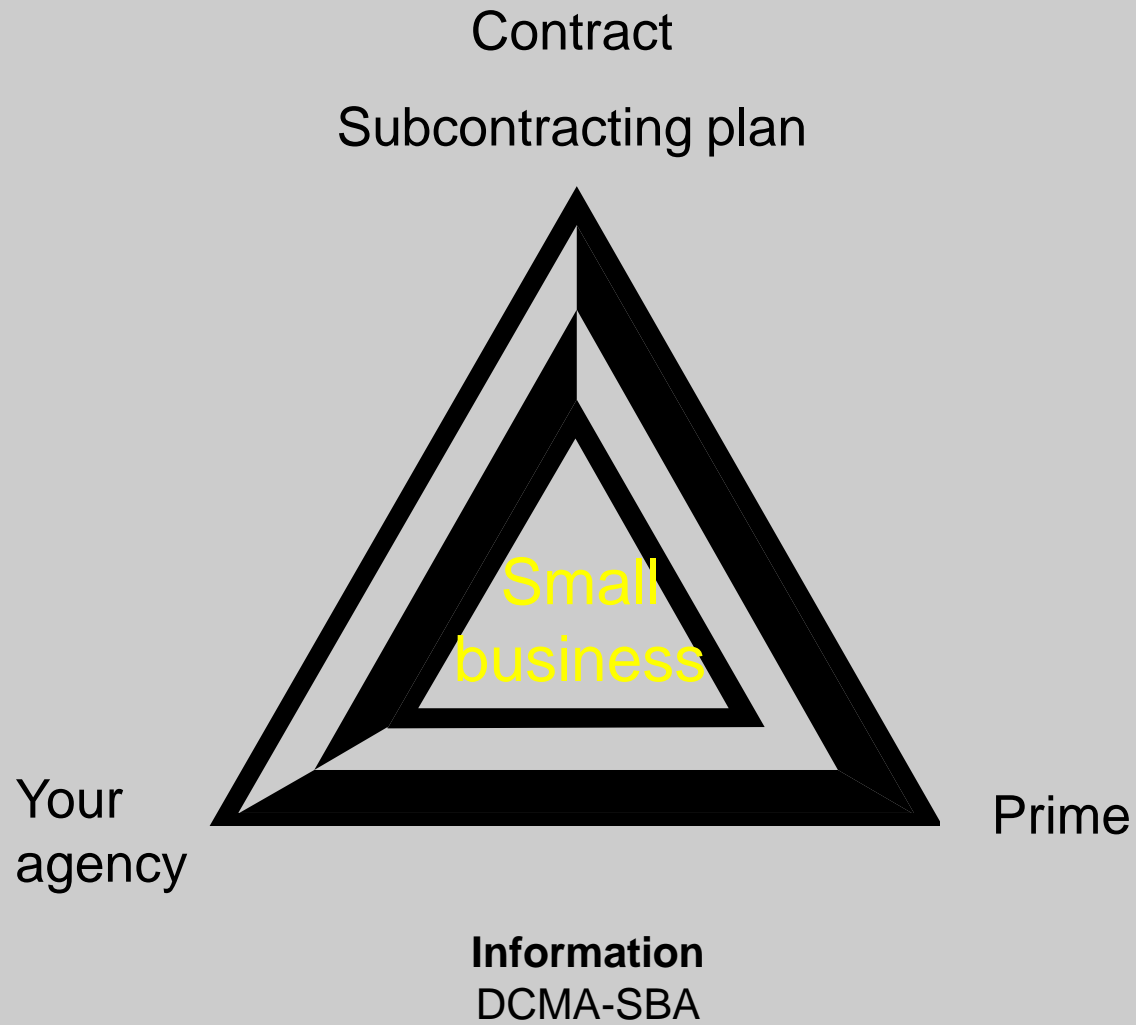 Contract
Subcontracting plan
Small
business
Your
agency
Prime
Information
DCMA-SBA